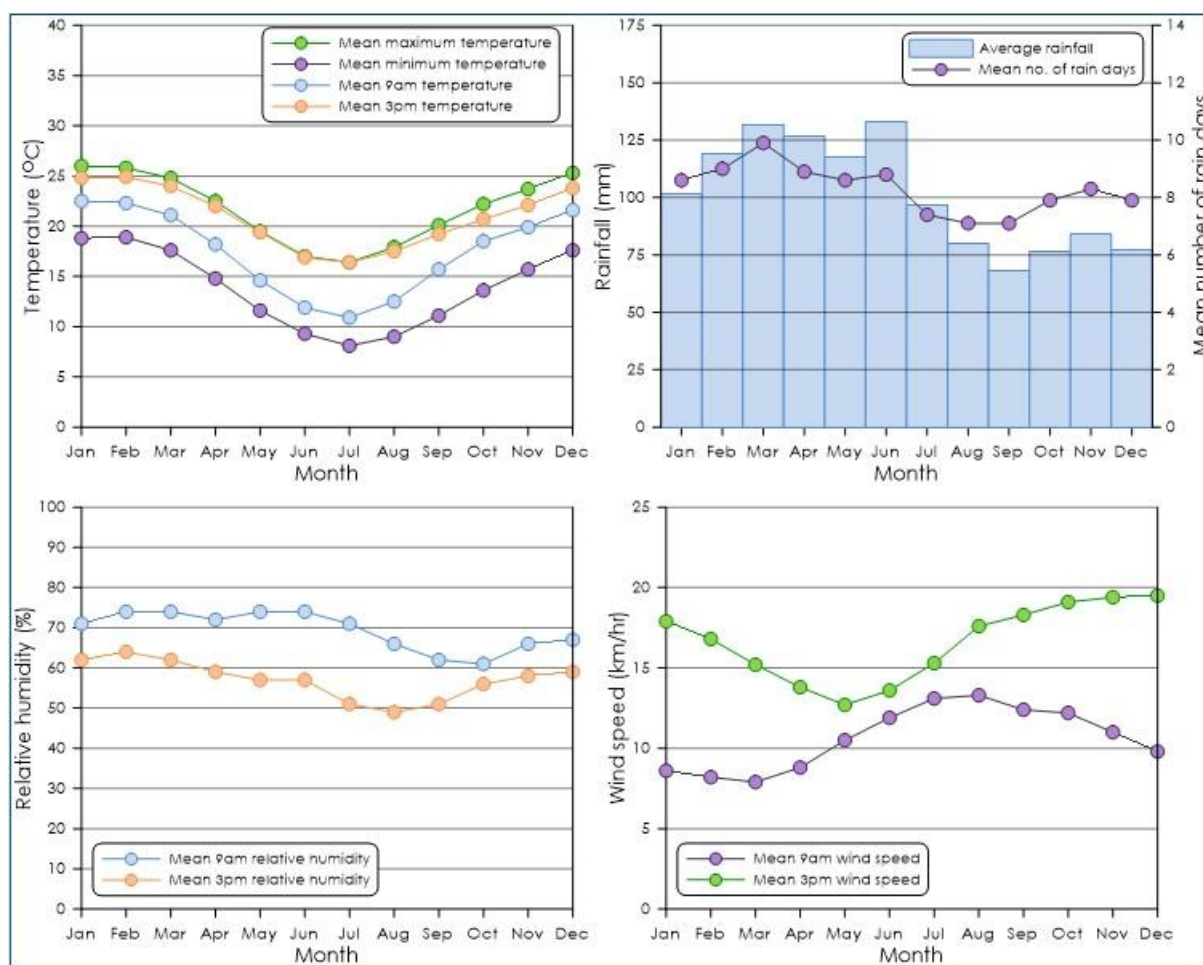 40
35
30
25
20
15
10
5
0
Temperature (ºC)
Mean maximum temperature
Mean minimum temperature
Mean 9am temperature
Mean 3pm temperature
Jan Feb Mar Apr May Jun Jul Aug Sep Oct Nov Dec
Month
175
150
125
100
75
50
25
0
Rainfall (mm)
Average rainfall
Mean no. of rain days
14
12
10
8
6
4
2
0
Mean number of rain days
Jan Feb Mar Apr May Jun Jul Aug Sep Oct Nov Dec
Month
100
90
80
70
60
50
40
30
20
10
0
Relative humidity (%)
Mean 9am relative humidity
Mean 3pm relative humidity
Jan Feb Mar Apr May Jun Jul Aug Sep Oct Nov Dec
Month
25
20
15
10
5
0
Wind speed (km/hr)
Mean 9am wind speed
Mean 3pm wind speed
Jan Feb Mar Apr May Jun Jul Aug Sep Oct Nov Dec
Month